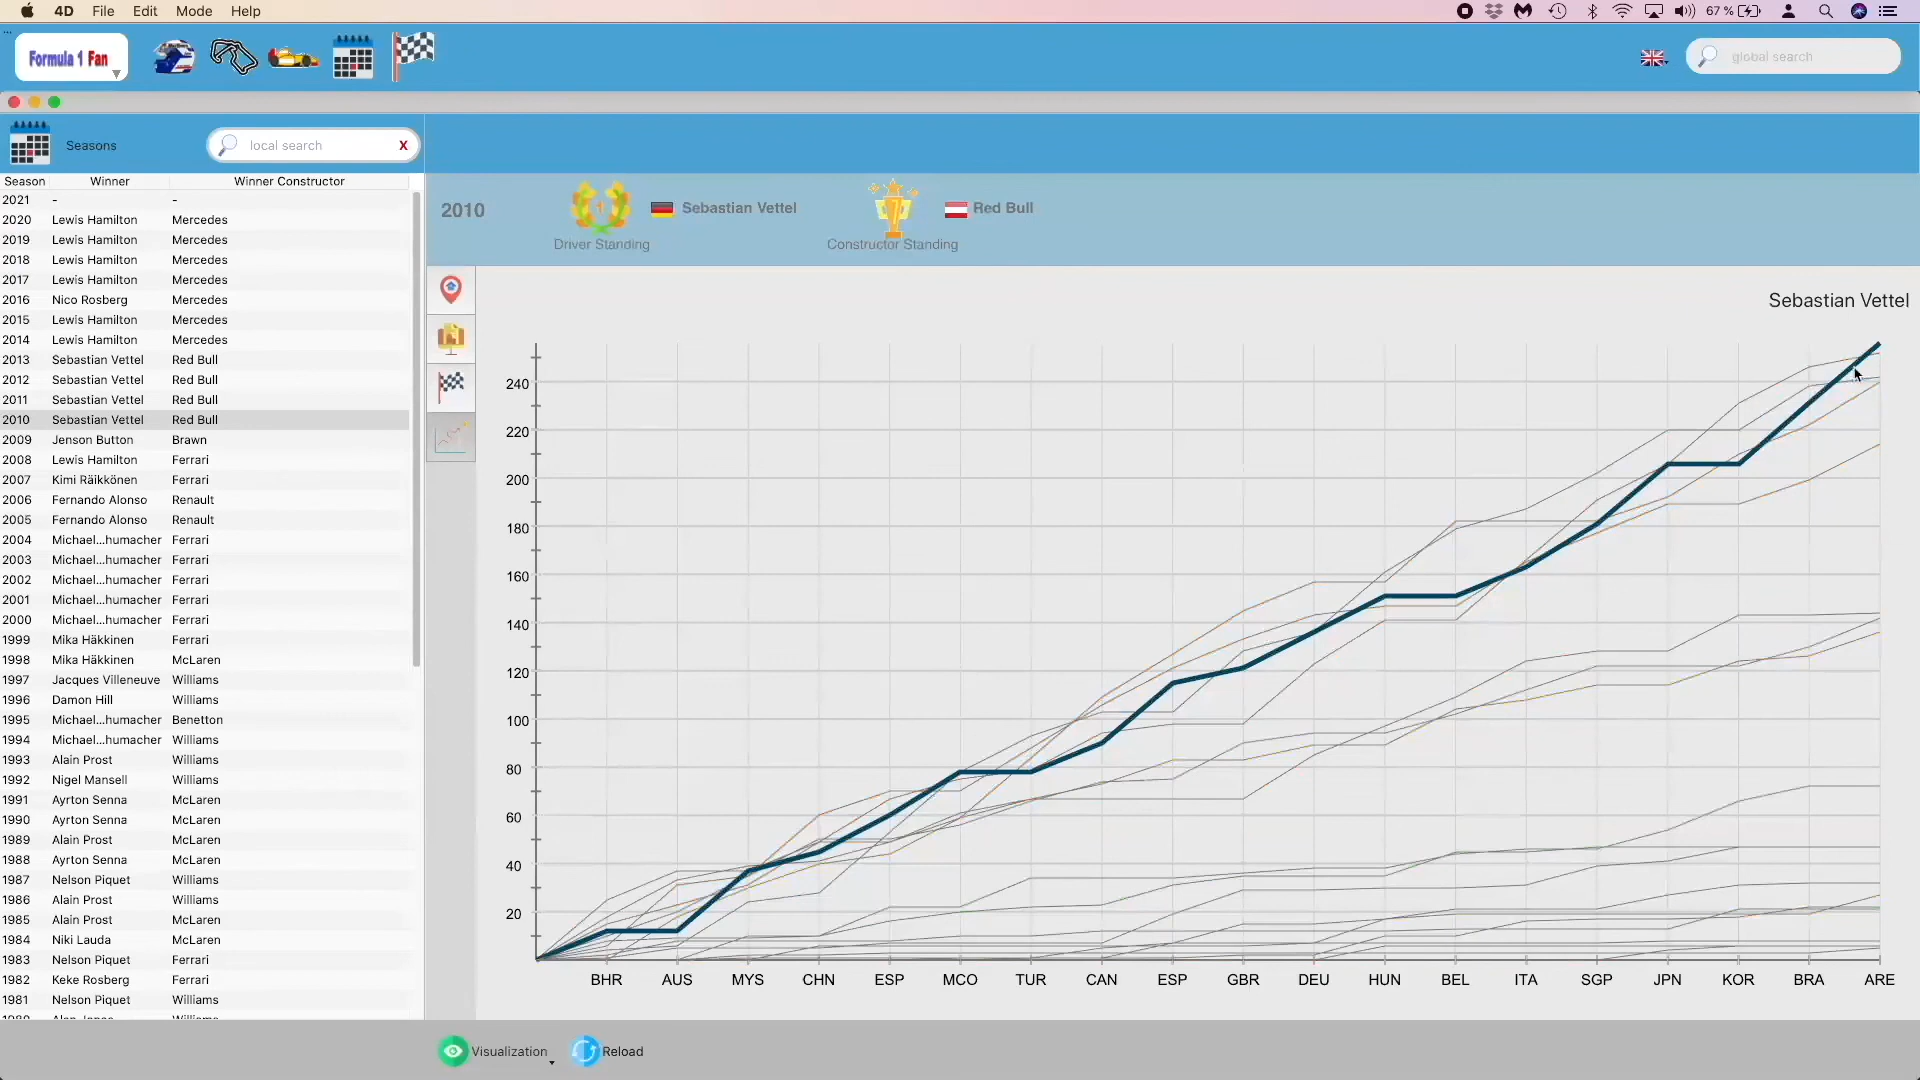 4D File Edit Mode Help 67 %
...
Formula 1 Fan global search
Seasons local search X
Season Winner Winner Constructor
2021 - -
2020 Lewis Hamilton Mercedes
2019 Lewis Hamilton Mercedes
2018 Lewis Hamilton Mercedes
2017 Lewis Hamilton Mercedes
2016 Nico Rosberg Mercedes
2015 Lewis Hamilton Mercedes
2014 Lewis Hamilton Mercedes
2013 Sebastian Vettel Red Bull
2012 Sebastian Vettel Red Bull
2011 Sebastian Vettel Red Bull
2010 Sebastian Vettel Red Bull
2009 Jenson Button Brawn
2008 Lewis Hamilton Ferrari
2007 Kimi Räikkönen Ferrari
2006 Fernando Alonso Renault
2005 Fernando Alonso Renault
2004 Michael...humacher Ferrari
2003 Michael...humacher Ferrari
2002 Michael...humacher Ferrari
2001 Michael...humacher Ferrari
2000 Michael...humacher Ferrari
1999 Mika Häkkinen Ferrari
1998 Mika Häkkinen McLaren
1997 Jacques Villeneuve Williams
1996 Damon Hill Williams
1995 Michael...humacher Benetton
1994 Michael...humacher Williams
1993 Alain Prost Williams
1992 Nigel Mansell Williams
1991 Ayrton Senna McLaren
1990 Ayrton Senna McLaren
1989 Alain Prost McLaren
1988 Ayrton Senna McLaren
1987 Nelson Piquet Williams
1986 Alain Prost Williams
1985 Alain Prost McLaren
1984 Niki Lauda McLaren
1983 Nelson Piquet Ferrari
1982 Keke Rosberg Ferrari
1981 Nelson Piquet Williams
2010 1 Sebastian Vettel Red Bull
Driver Standing Constructor Standing
Sebastian Vettel
240
220
200
180
160
140
120
100
80
60
40
20
BHR AUS MYS CHN ESP MCO TUR CAN ESP GBR DEU HUN BEL ITA SGP JPN KOR BRA ARE
Visualization Reload